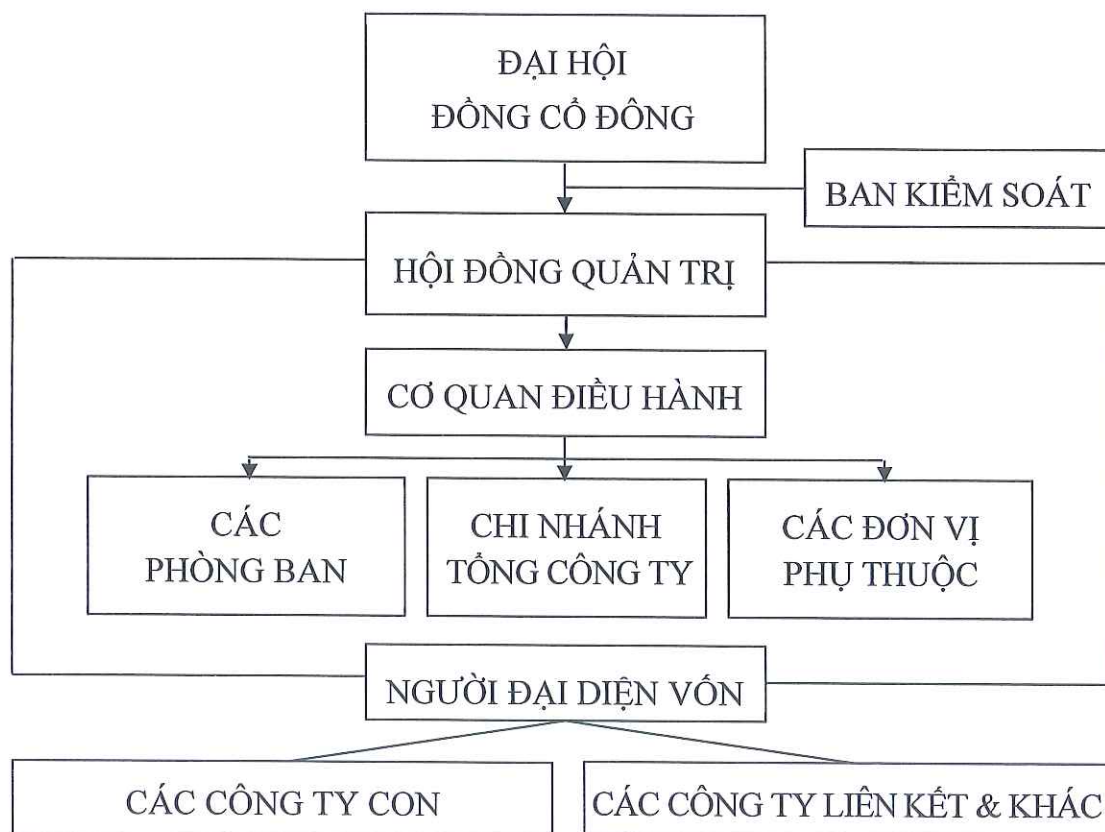 ĐẠI HỘI
ĐỒNG CỔ ĐÔNG
BAN KIỂM SOÁT
HỘI ĐỒNG QUẢN TRỊ
CƠ QUAN ĐIỀU HÀNH
CÁC
PHÒNG BAN
CHI NHÁNH
TỔNG CÔNG TY
CÁC ĐƠN VỊ
PHỤ THUỘC
NGƯỜI ĐẠI DIỆN VỐN
CÁC CÔNG TY CON
CÁC CÔNG TY LIÊN KẾT & KHÁC